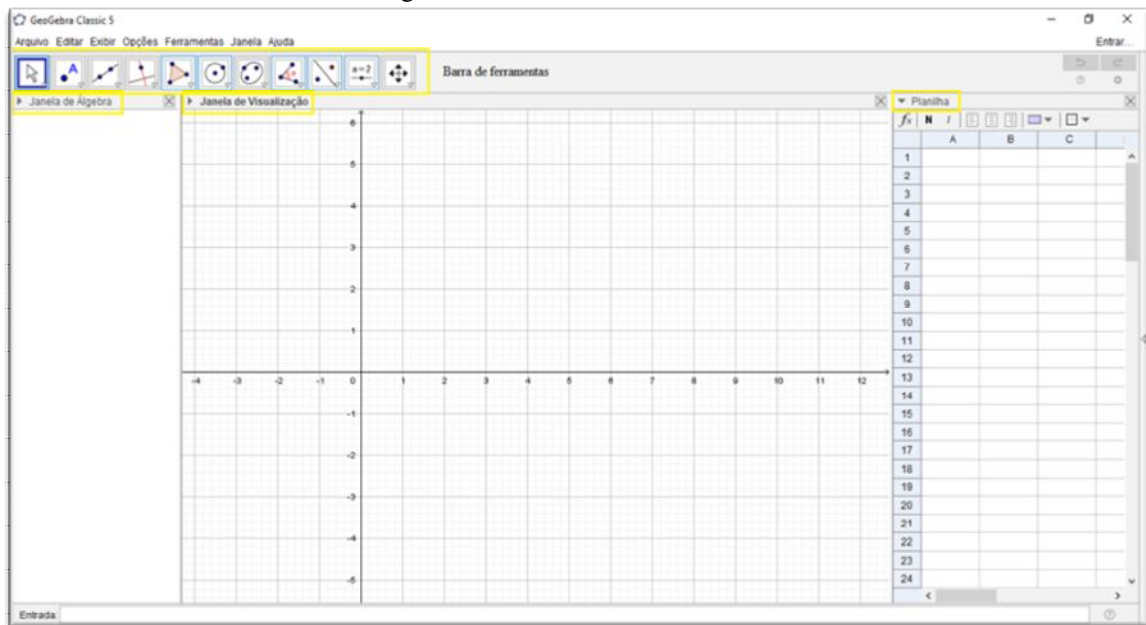 GeoGebra Classic 5
Arquivo Editar Exibir Opções Ferramentas Janela Ajuda
Entrar...
A
a=2
Barra de ferramentas
Janela de Álgebra
Janela de Visualização
Planilha
fx N I
A B C
6
5
4
3
2
1
-4 -3 -2 -1 0 1 2 3 4 5 6 7 8 9 10 11 12
-1
-2
-3
-4
-5
1
2
3
4
5
6
7
8
9
10
11
12
13
14
15
16
17
18
19
20
21
22
23
24
Entrada: